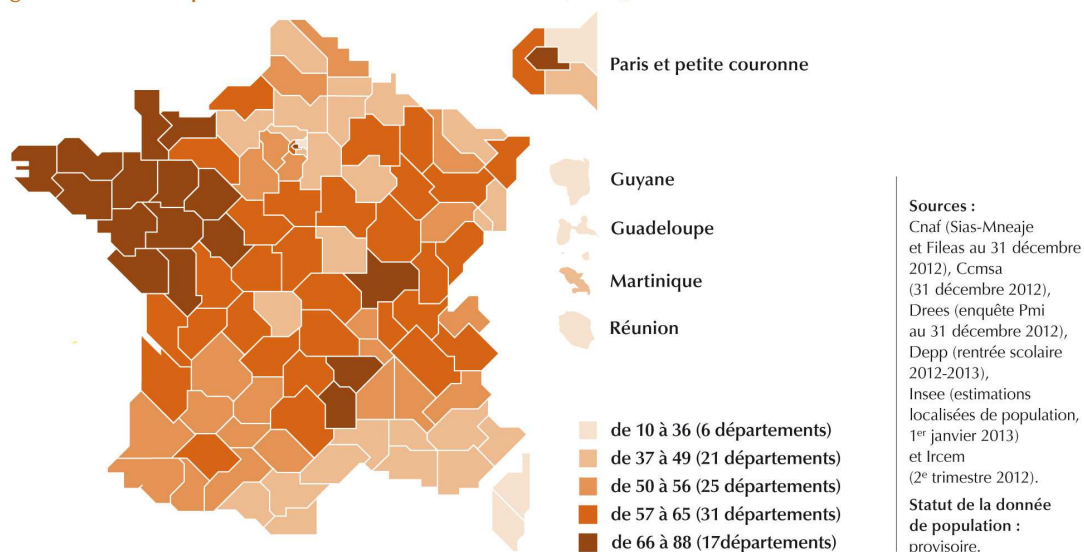 Paris et petite couronne
Guyane
Guadeloupe
Martinique
Réunion
de 10 à 36 (6 départements)
de 37 à 49 (21 départements)
de 50 à 56 (25 départements)
de 57 à 65 (31 départements)
de 66 à 88 (17départements)
Sources :
Cnaf (Sias-Mneaje
et Fileas au 31 décembre
2012), Ccmsa
(31 décembre 2012),
Drees (enquête Pmi
au 31 décembre 2012),
Depp (rentrée scolaire
2012-2013),
Insee (estimations
localisées de population,
1er janvier 2013)
et Ircem
(2e trimestre 2012).
Statut de la donnée
de population :
provisoire.